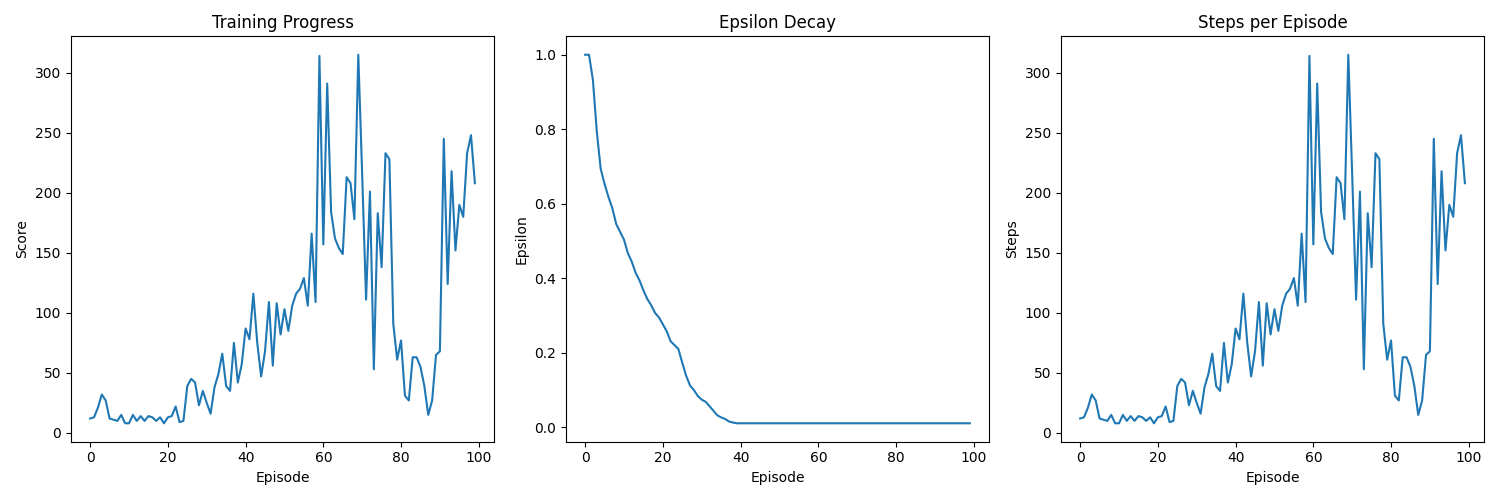 Training Progress
Score
300
250
200
150
100
50
0
0 20 40 60 80 100
Episode
Epsilon Decay
Epsilon
1.0
0.8
0.6
0.4
0.2
0.0
0 20 40 60 80 100
Episode
Steps per Episode
Steps
300
250
200
150
100
50
0
0 20 40 60 80 100
Episode